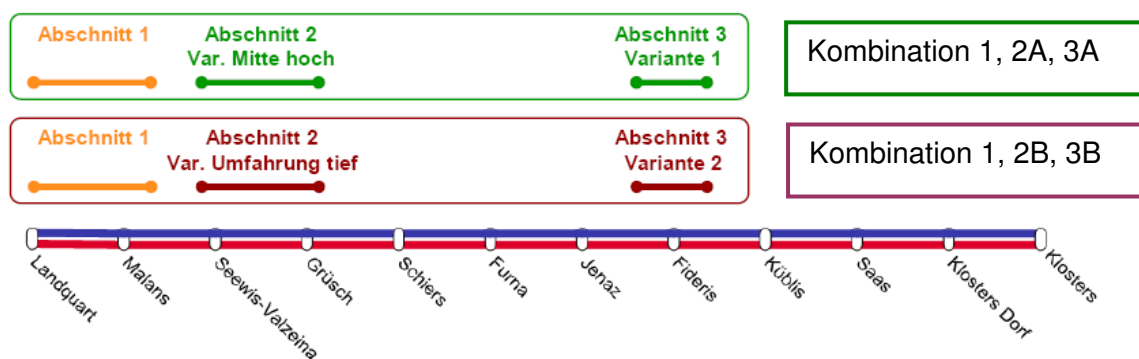 Abschnitt 1
Abschnitt 2
Var. Mitte hoch
Abschnitt 3
Variante 1
Kombination 1, 2A, 3A
Abschnitt 1
Abschnitt 2
Var. Umfahrung tief
Abschnitt 3
Variante 2
Kombination 1, 2B, 3B
Landquart
Malans
Seewis-Valzeina
Grüsch
Schiers
Furna
Jenaz
Fideris
Küblis
Saas
Klosters Dorf
Klosters